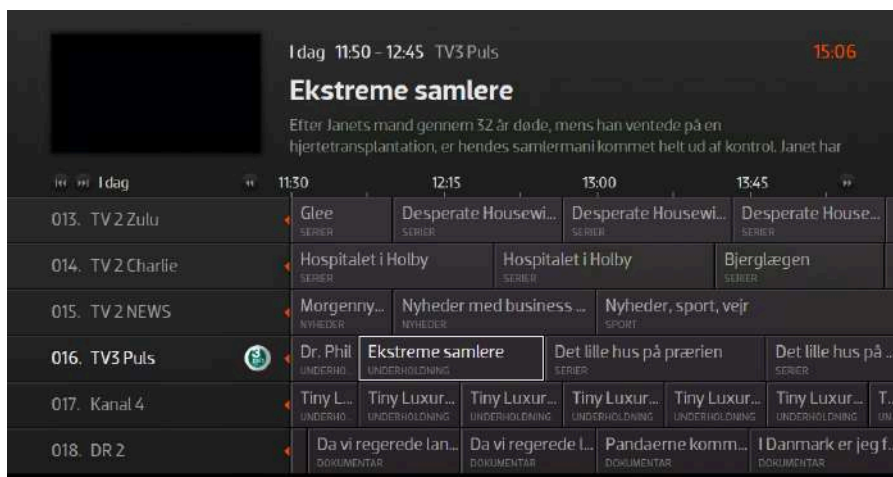 I dag 11:50 - 12:45 TV3 Puls 15:06
Ekstreme samlere
Efter Janets mand gennem 32 år døde, mens han ventede på en
hjertetransplantation, er hendes samlermani kommet helt ud af kontrol. Janet har
I dag 11:30 12:15 13:00 13:45
013. TV 2 Zulu Glee Desperate Housewi... Desperate Housewi... Desperate House...
SERIER SERIER SERIER SERIER
014. TV 2 Charlie Hospitalet i Holby Hospitalet i Holby Bjerglægen
SERIER SERIER SERIER
015. TV 2 NEWS Morgenny... Nyheder med business ... Nyheder, sport, vejr
NYHEDER NYHEDER SPORT
016. TV3 Puls Dr. Phil Ekstreme samlere Det lille hus på prærien Det lille hus på ...
UNDERHO... UNDERHOLDNING SERIER SERIER
017. Kanal 4 Tiny L... Tiny Luxur... Tiny Luxur... Tiny Luxur... Tiny Luxur... Tiny Luxur... T...
UNDERHO... UNDERHOLDNING UNDERHOLDNING UNDERHOLDNING UNDERHOLDNING UNDERHOLDNING UN
018. DR 2 Da vi regerede lan... Da vi regerede l... Pandaerne komm... I Danmark er jeg f...
DOKUMENTAR DOKUMENTAR DOKUMENTAR DOKUMENTAR